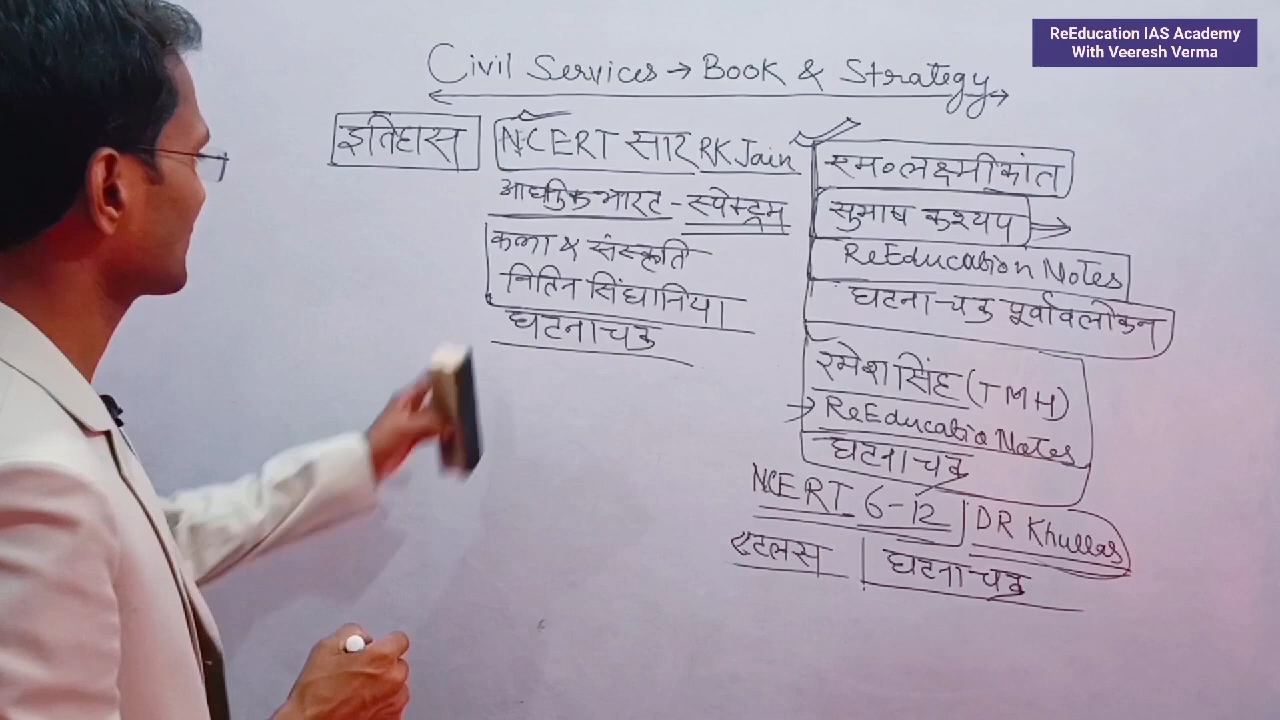 ReEducation IAS Academy
With Veeresh Verma
Civil Services → Book & Strategy
इतिहास
NCERT सार RK Jain
आधुनिक भारत - स्पेक्ट्रम
कला & संस्कृति
नितिन सिंघानिया
घटनाचक्र
एम० लक्ष्मीकांत
सुभाष कश्यप →
ReEducation Notes
घटनाचक्र पूर्वावलोकन
रमेश सिंह (TMH)
→ ReEducation Notes
घटनाचक्र
NCERT 6-12 | DR Khullar
एटलस | घटनाचक्र